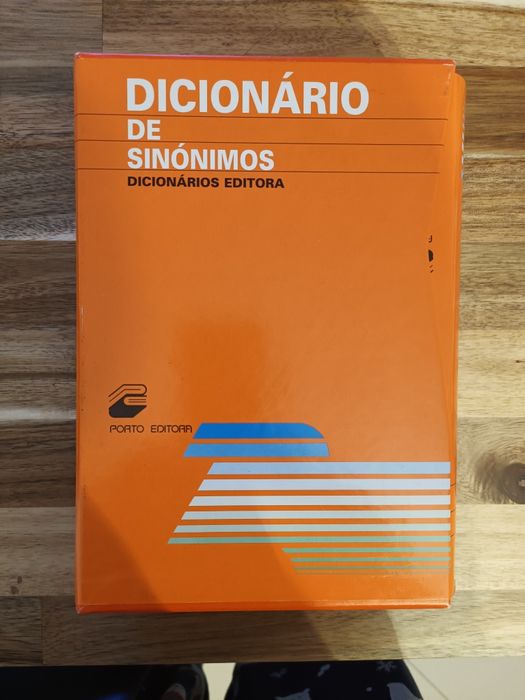 DICIONÁRIO
DE
SINÓNIMOS
DICIONÁRIOS EDITORA
PORTO EDITORA